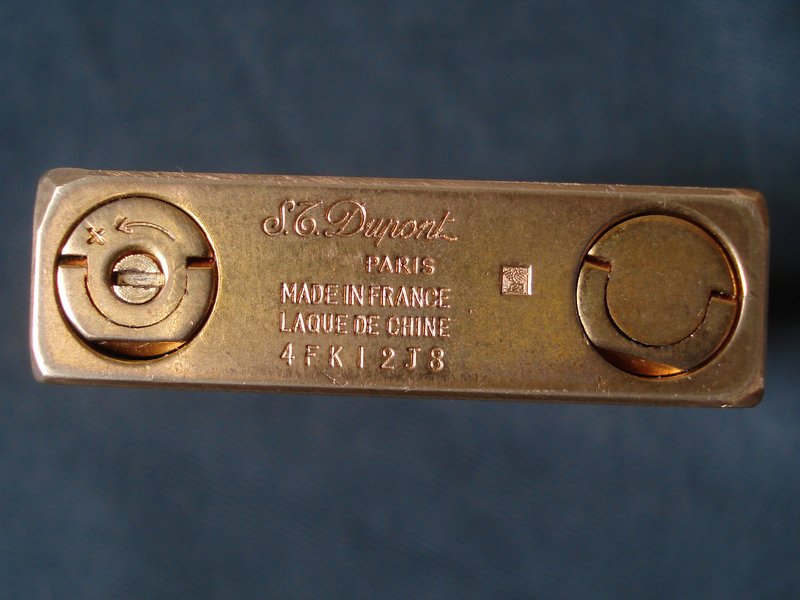 S.T. Dupont
PARIS
MADE IN FRANCE
LAQUE DE CHINE
4FK12J8